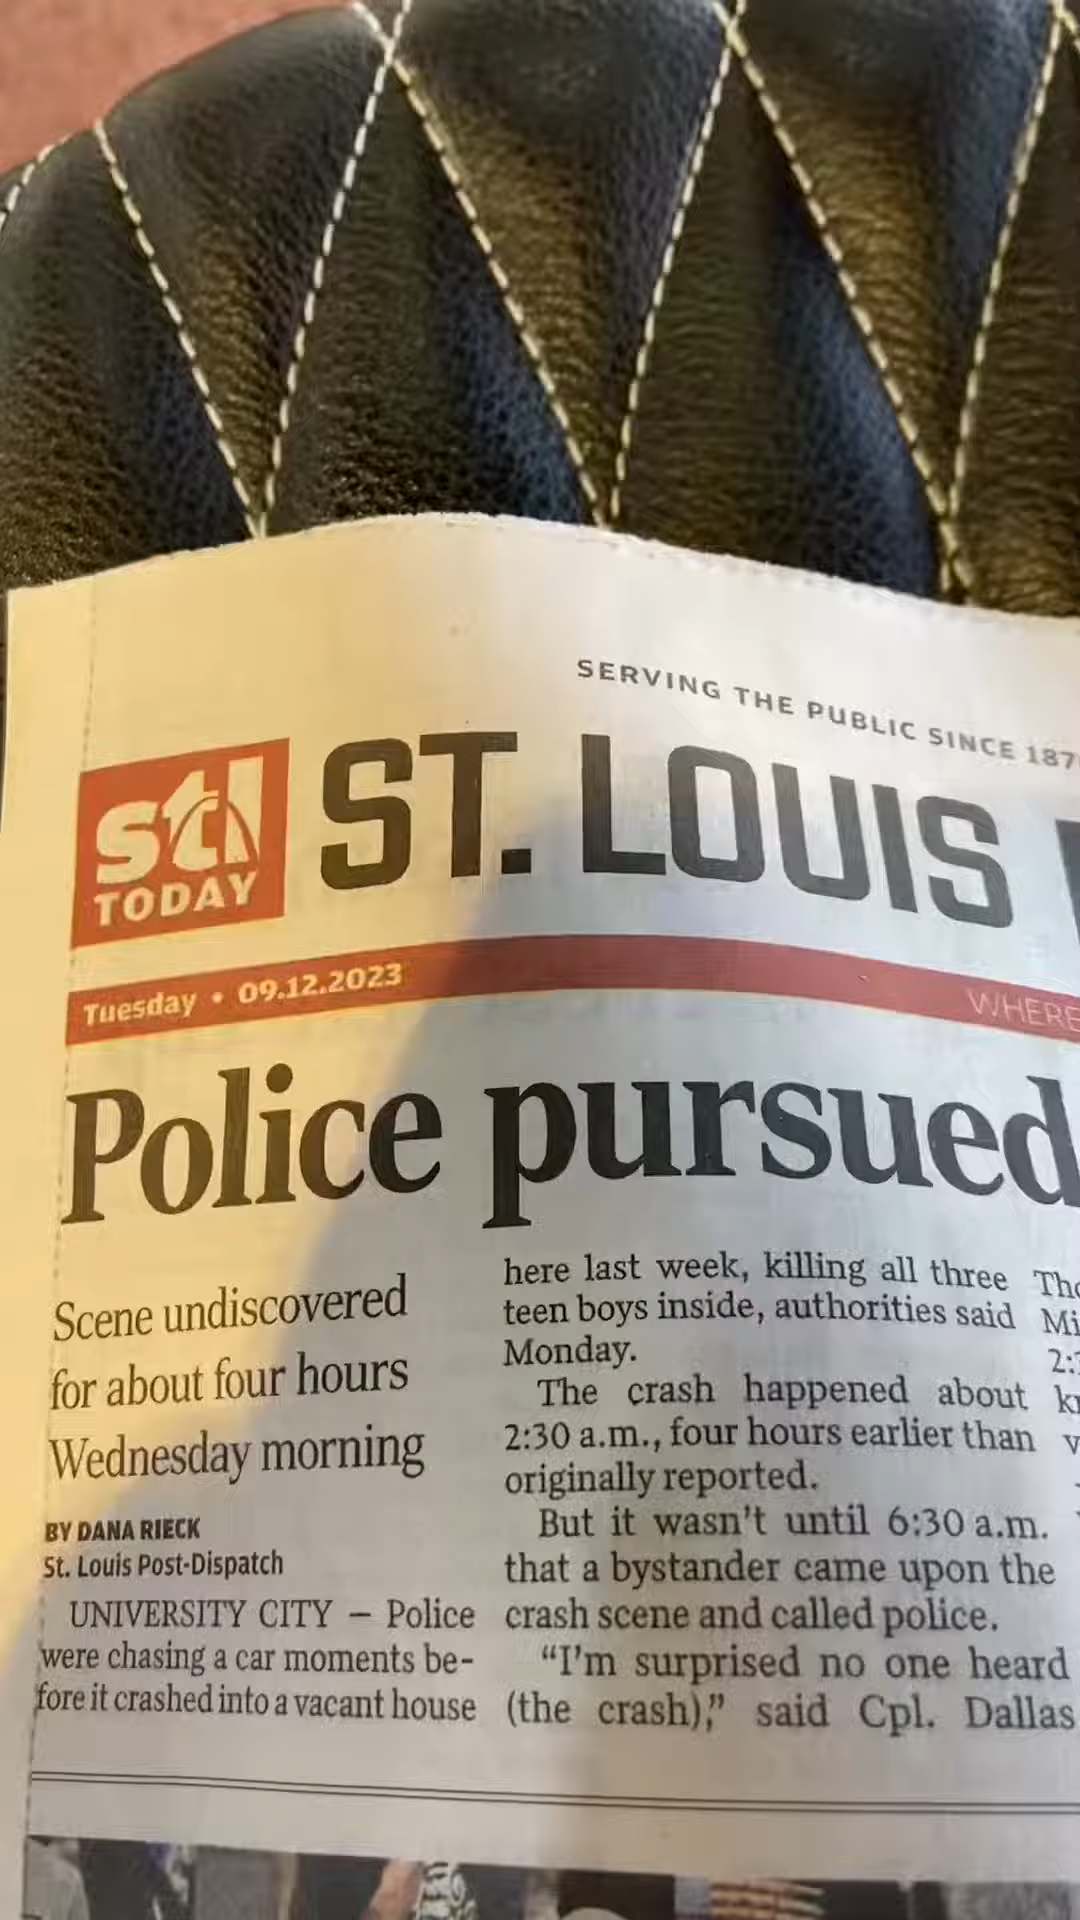 SERVING THE PUBLIC SINCE 187
stl
TODAY
ST. LOUIS
Tuesday • 09.12.2023
WHERE
Police pursued
Scene undiscovered
for about four hours
Wednesday morning
BY DANA RIECK
St. Louis Post-Dispatch
UNIVERSITY CITY — Police
were chasing a car moments be-
fore it crashed into a vacant house
here last week, killing all three
teen boys inside, authorities said
Monday.
The crash happened about
2:30 a.m., four hours earlier than
originally reported.
But it wasn't until 6:30 a.m.
that a bystander came upon the
crash scene and called police.
“I'm surprised no one heard
(the crash),” said Cpl. Dallas